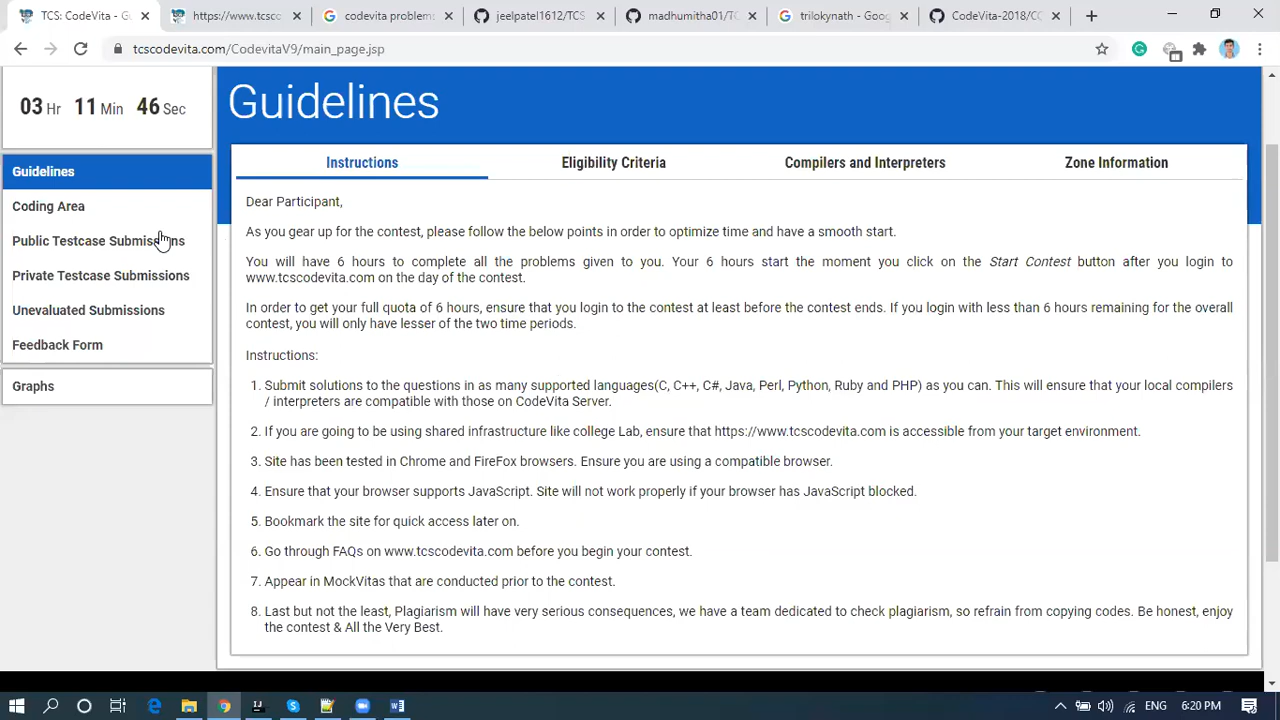 TCS: CodeVita - G
https://www.tcsco
codevita problem
jeelpatel1612/TCS
madhumitha01/TC
trilokynath - Goog
CodeVita-2018/CO
tcscodevita.com/CodevitaV9/main_page.jsp
03 Hr 11 Min 46 Sec
Guidelines
Coding Area
Public Testcase Submissions
Private Testcase Submissions
Unevaluated Submissions
Feedback Form
Graphs
Guidelines
Instructions
Eligibility Criteria
Compilers and Interpreters
Zone Information
Dear Participant,
As you gear up for the contest, please follow the below points in order to optimize time and have a smooth start.
You will have 6 hours to complete all the problems given to you. Your 6 hours start the moment you click on the Start Contest button after you login to
www.tcscodevita.com on the day of the contest.
In order to get your full quota of 6 hours, ensure that you login to the contest at least before the contest ends. If you login with less than 6 hours remaining for the overall
contest, you will only have lesser of the two time periods.
Instructions:
1. Submit solutions to the questions in as many supported languages(C, C++, C#, Java, Perl, Python, Ruby and PHP) as you can. This will ensure that your local compilers
/ interpreters are compatible with those on CodeVita Server.
2. If you are going to be using shared infrastructure like college Lab, ensure that https://www.tcscodevita.com is accessible from your target environment.
3. Site has been tested in Chrome and FireFox browsers. Ensure you are using a compatible browser.
4. Ensure that your browser supports JavaScript. Site will not work properly if your browser has JavaScript blocked.
5. Bookmark the site for quick access later on.
6. Go through FAQs on www.tcscodevita.com before you begin your contest.
7. Appear in MockVitas that are conducted prior to the contest.
8. Last but not the least, Plagiarism will have very serious consequences, we have a team dedicated to check plagiarism, so refrain from copying codes. Be honest, enjoy
the contest & All the Very Best.
ENG
6:20 PM